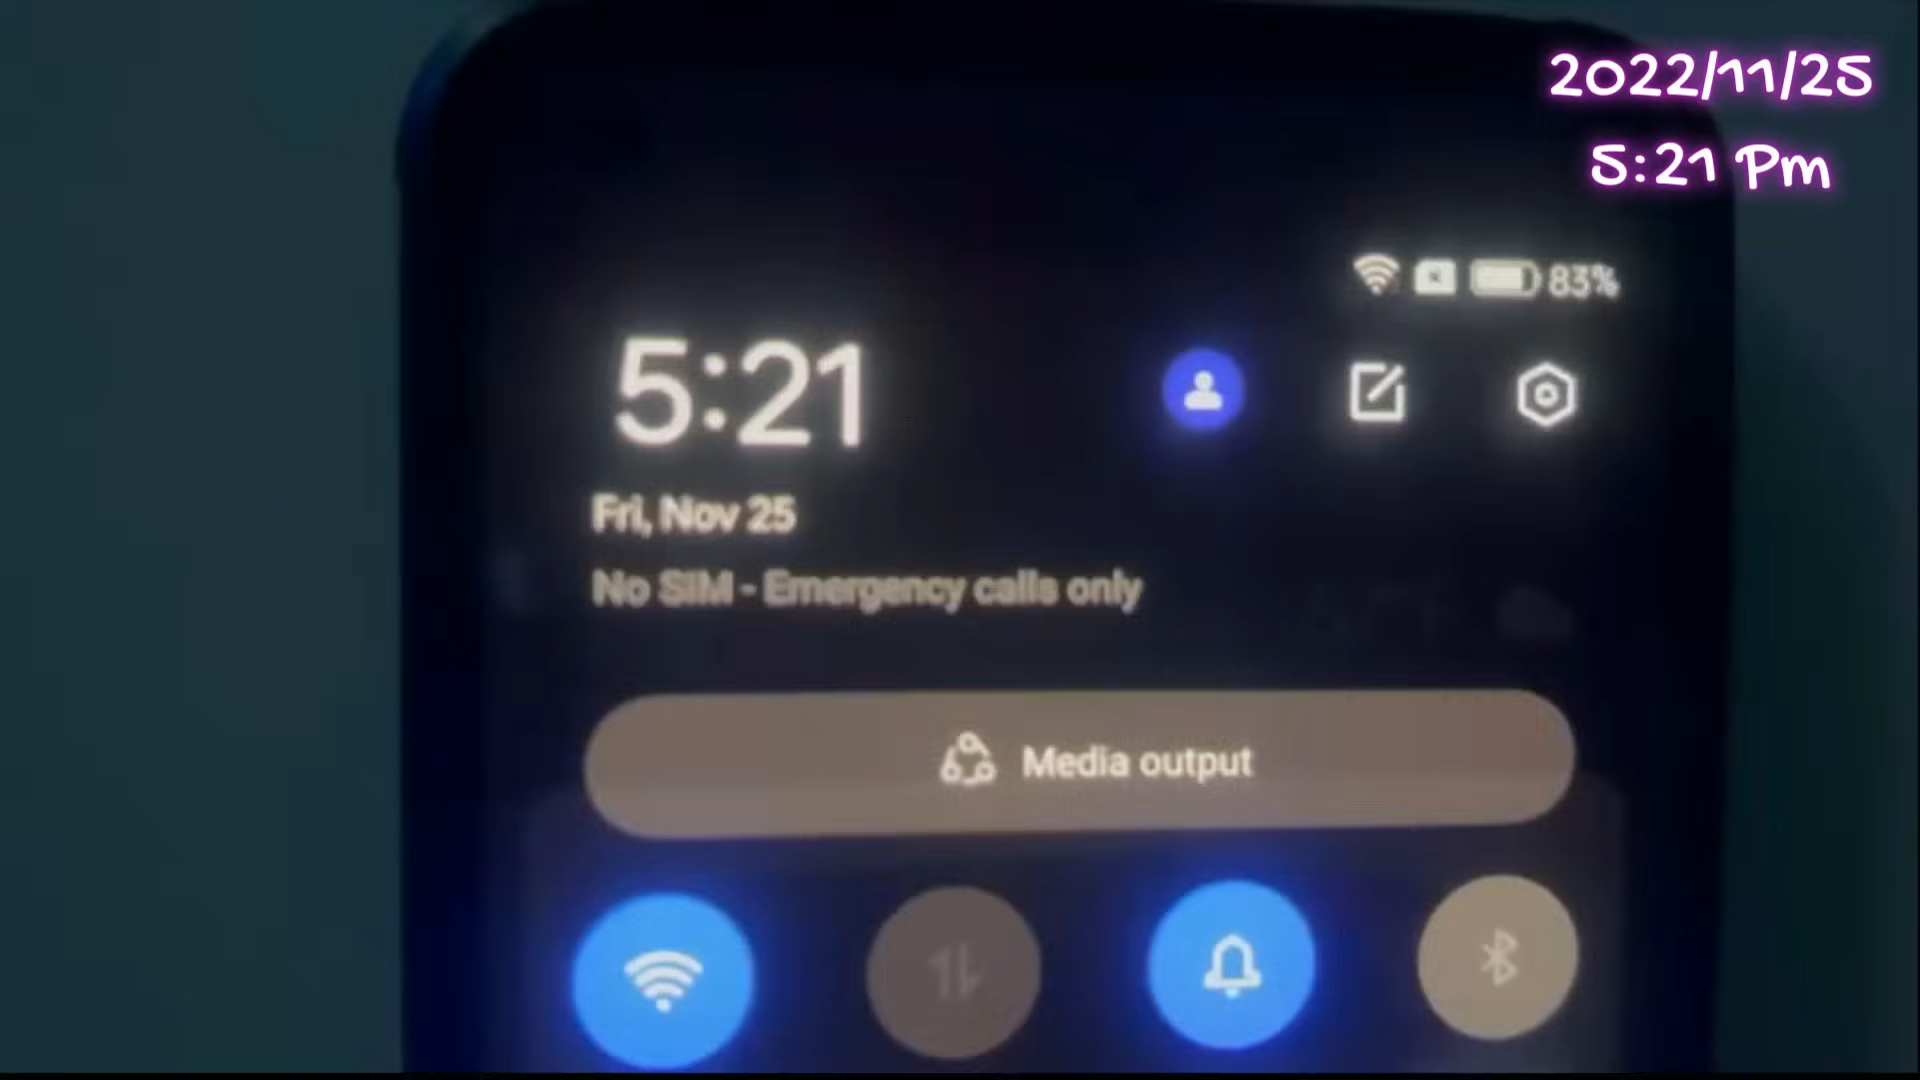 2022/11/25
5:21 Pm
83%
5:21
Fri, Nov 25
No SIM - Emergency calls only
Media output